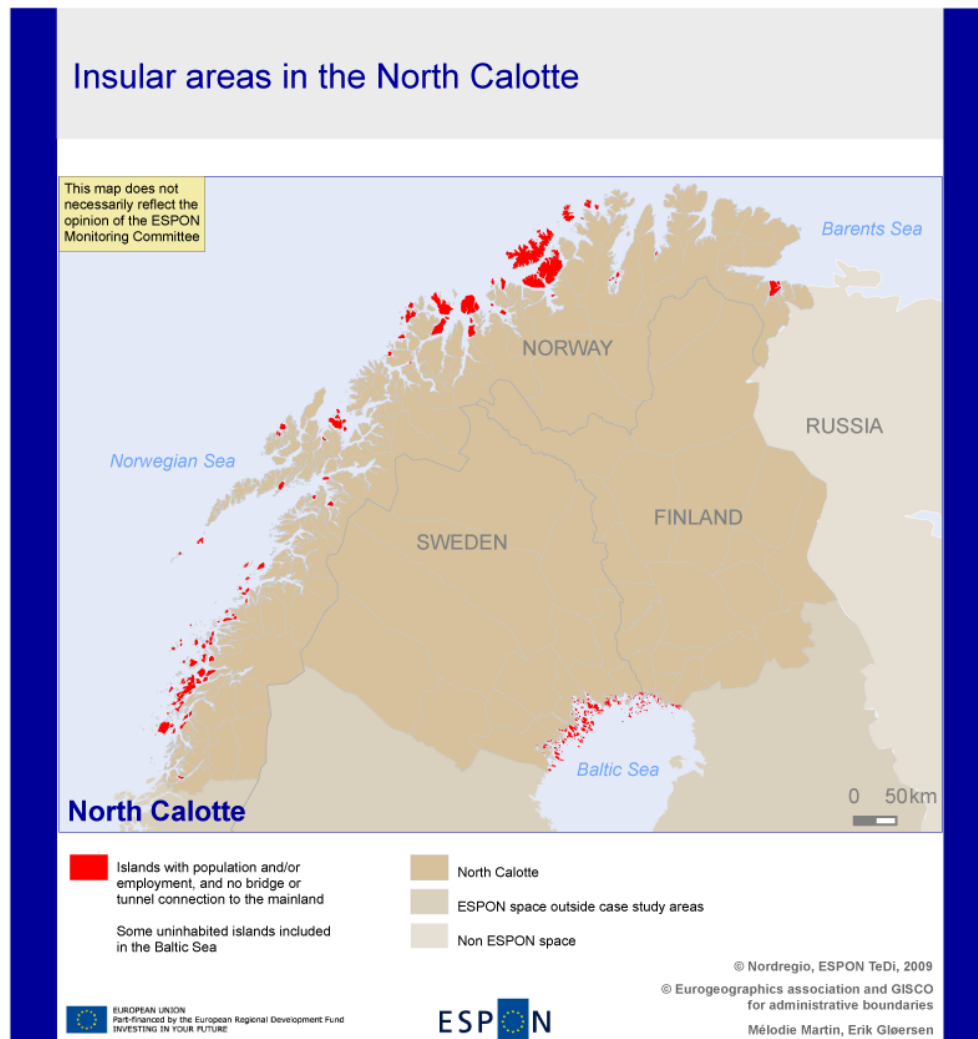 Insular areas in the North Calotte
This map does not
necessarily reflect the
opinion of the ESPON
Monitoring Committee
Barents Sea
NORWAY
RUSSIA
Norwegian Sea
FINLAND
SWEDEN
Baltic Sea
North Calotte
0 50km
Islands with population and/or
employment, and no bridge or
tunnel connection to the mainland
Some uninhabited islands included
in the Baltic Sea
North Calotte
ESPON space outside case study areas
Non ESPON space
© Nordregio, ESPON TeDi, 2009
© Eurogeographics association and GISCO
for administrative boundaries
Mélodie Martin, Erik Gløersen
EUROPEAN UNION
Part-financed by the European Regional Development Fund
INVESTING IN YOUR FUTURE
ESPON